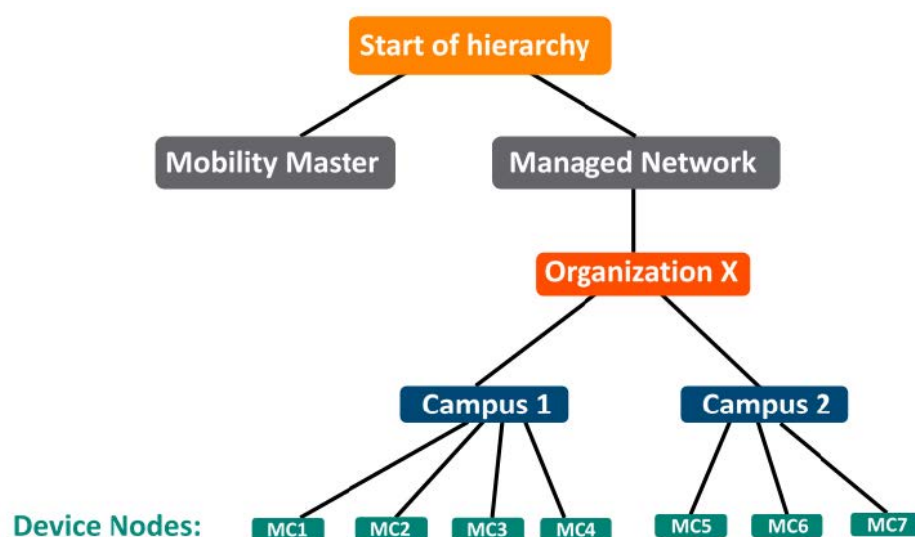 Start of hierarchy
Mobility Master
Managed Network
Organization X
Campus 1
Campus 2
Device Nodes:
MC1
MC2
MC3
MC4
MC5
MC6
MC7